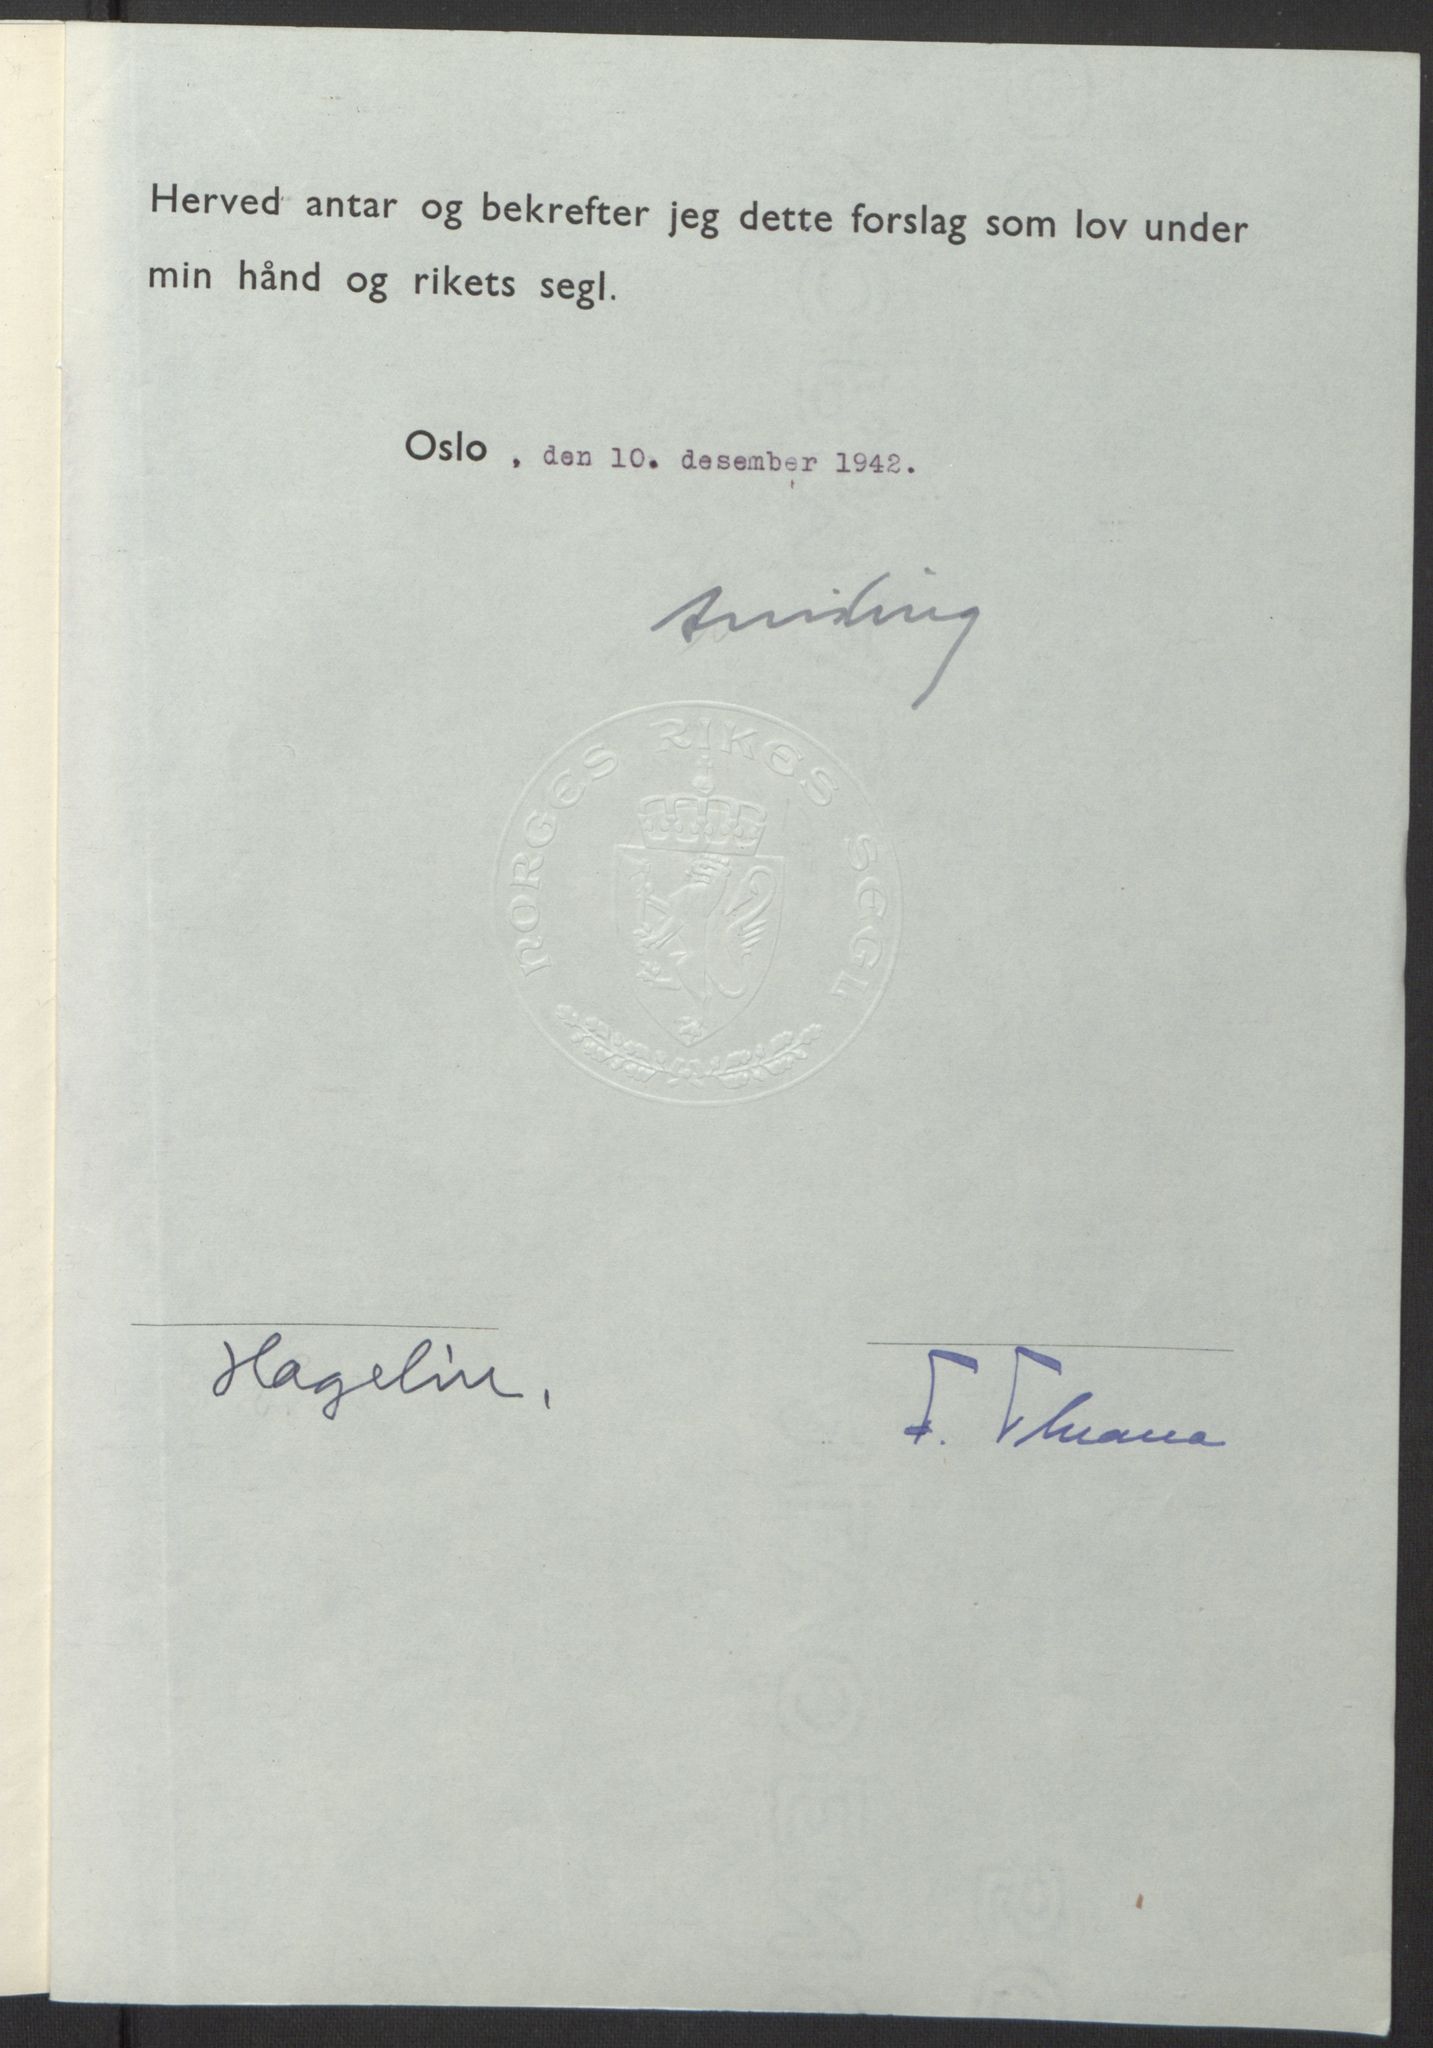 Herved antar og bekrefter jeg dette forslag som lov under
min hånd og rikets segl.
Oslo , den 10. desember 1942.
NORGES RIKES SEGL
Hagelin.